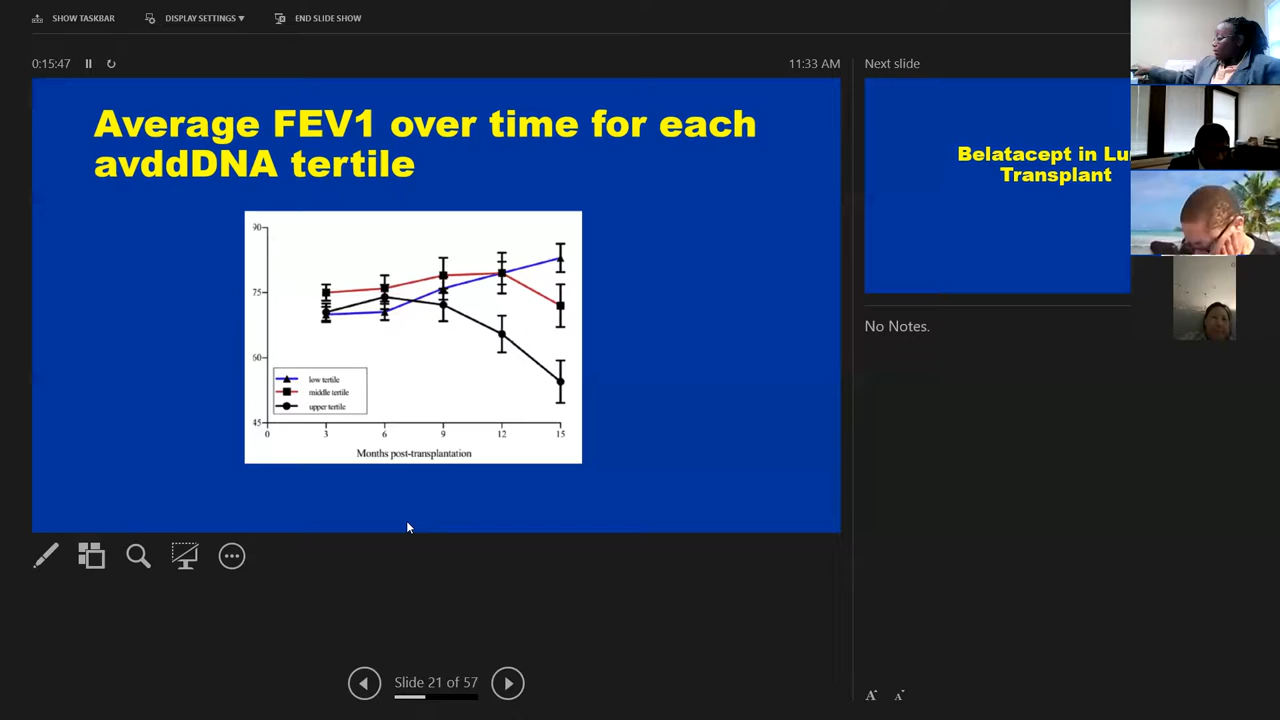 SHOW TASKBAR
DISPLAY SETTINGS ▼
END SLIDE SHOW
0:15:47
11:33 AM
Average FEV1 over time for each
avddDNA tertile
90
75
60
45
low tertile
middle tertile
upper tertile
0 3 6 9 12 15
Months post-transplantation
Slide 21 of 57
Next slide
Belatacept in Lu
Transplant
No Notes.
A A